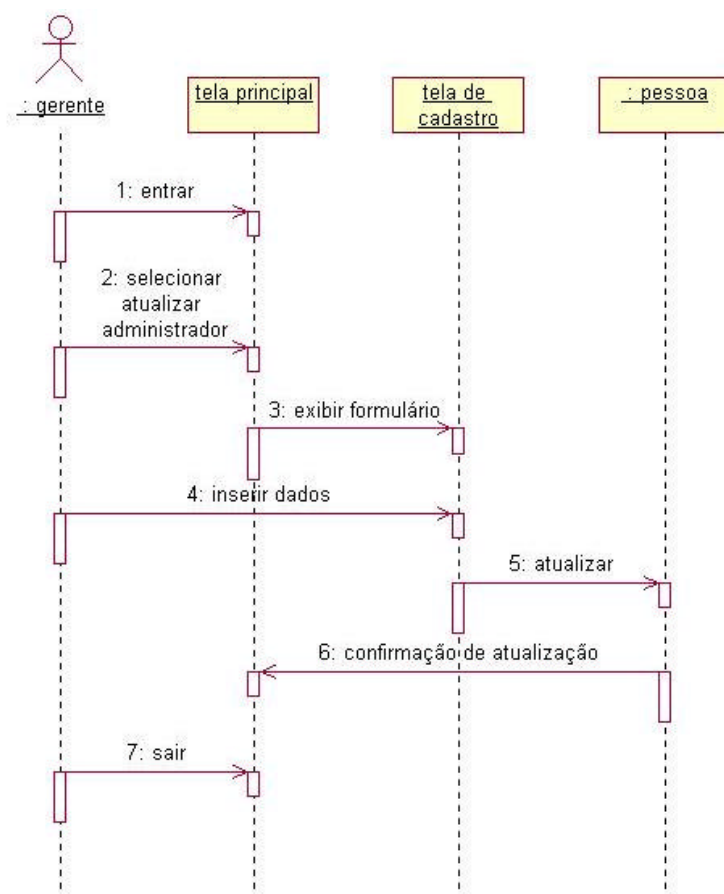 _: gerente
tela principal
tela de
cadastro
_: pessoa
1: entrar
2: selecionar
atualizar
administrador
3: exibir formulário
4: inserir dados
5: atualizar
6: confirmação de atualização
7: sair